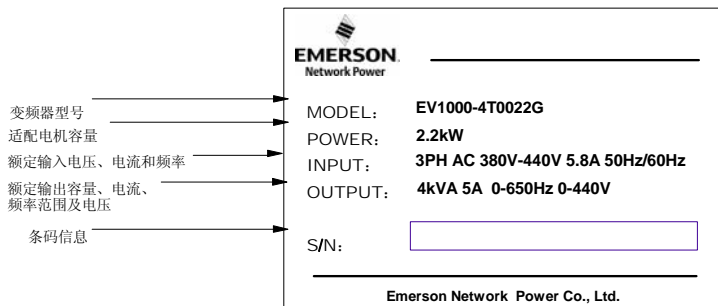 EMERSON.
Network Power
变频器型号
MODEL: EV1000-4T0022G
适配电机容量
POWER: 2.2kW
额定输入电压、电流和频率
INPUT: 3PH AC 380V-440V 5.8A 50Hz/60Hz
额定输出容量、电流、
频率范围及电压
OUTPUT: 4kVA 5A 0-650Hz 0-440V
条码信息
S/N:
Emerson Network Power Co., Ltd.